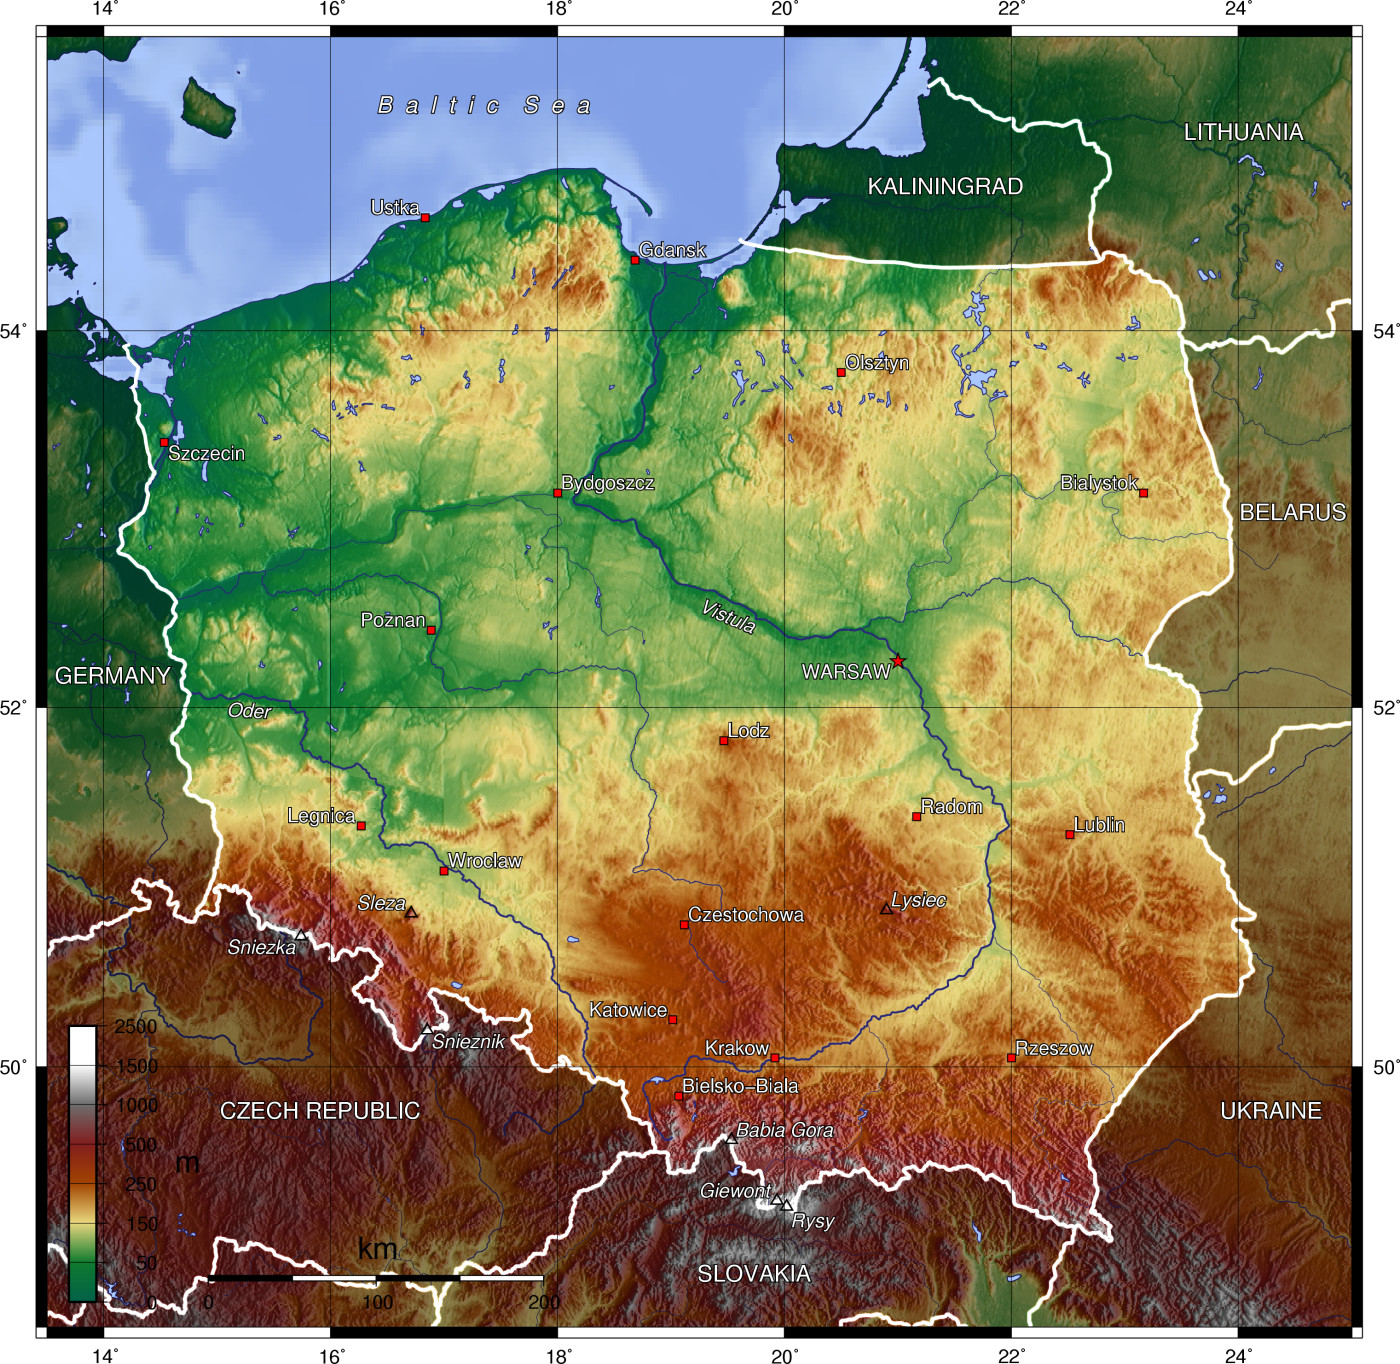 14° 16° 18° 20° 22° 24°
Baltic Sea
LITHUANIA
KALININGRAD
Ustka
Gdansk
54° 54°
Olsztyn
Szczecin
Bydgoszcz
Bialystok
BELARUS
Vistula
Poznan
WARSAW
GERMANY
52° 52°
Oder
Lodz
Legnica
Radom
Lublin
Wroclaw
Sleza
Lysiec
Czestochowa
Sniezka
Katowice
2500
Snieznik
Krakow
Rzeszow
50° 50°
1500
Bielsko–Biala
1000
CZECH REPUBLIC
UKRAINE
Babia Gora
500
m
250
Giewont
Rysy
150
km
50
SLOVAKIA
0
0 100 200
14° 16° 18° 20° 22° 24°